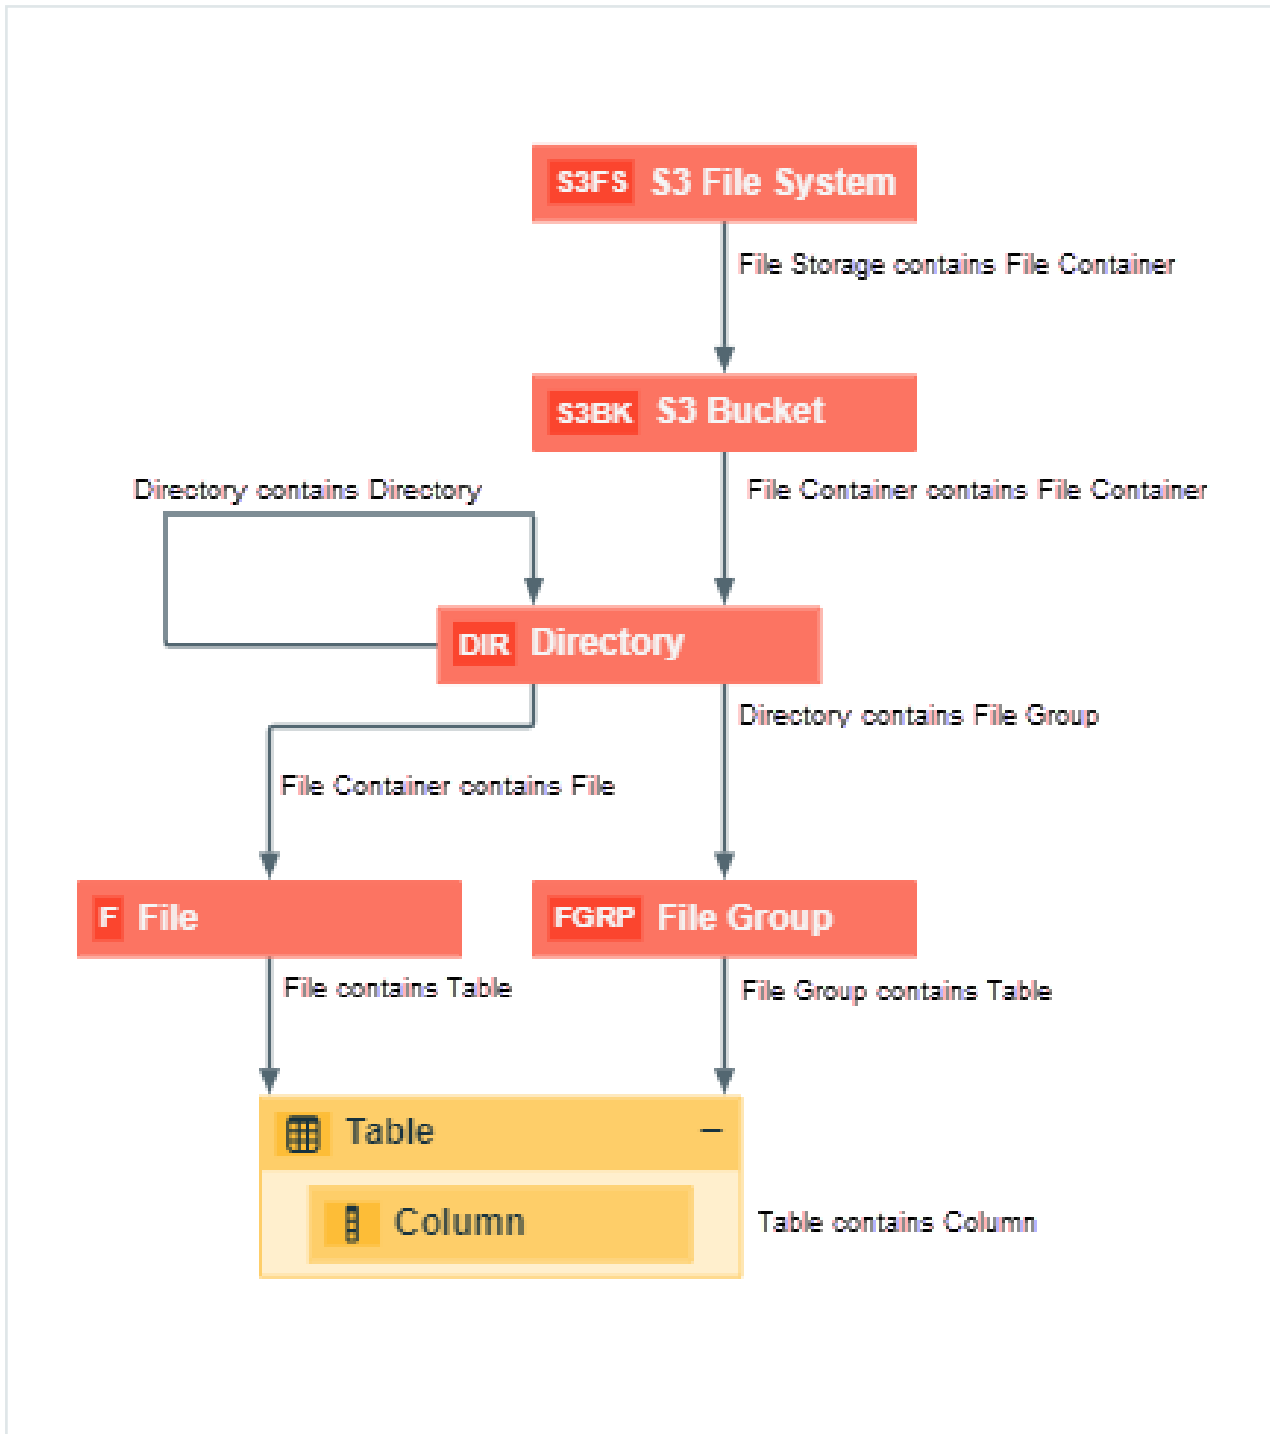 S3FS S3 File System
File Storage contains File Container
S3BK S3 Bucket
Directory contains Directory
File Container contains File Container
DIR Directory
Directory contains File Group
File Container contains File
F File
FGRP File Group
File contains Table
File Group contains Table
Table
Column
Table contains Column